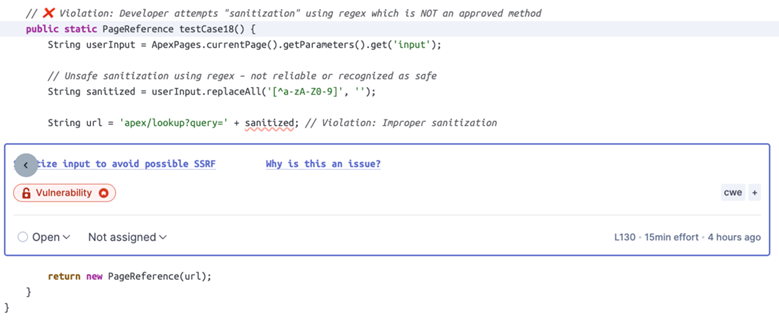 // ❌ Violation: Developer attempts "sanitization" using regex which is NOT an approved method
public static PageReference testCase18() {
String userInput = ApexPages.currentPage().getParameters().get('input');
// Unsafe sanitization using regex – not reliable or recognized as safe
String sanitized = userInput.replaceAll('[^a-zA-Z0-9]', '');
String url = 'apex/lookup?query=' + sanitized; // Violation: Improper sanitization
input to avoid possible SSRF Why is this an issue?
Vulnerability cwe +
Open Not assigned L130 · 15min effort · 4 hours ago
return new PageReference(url);
}
}